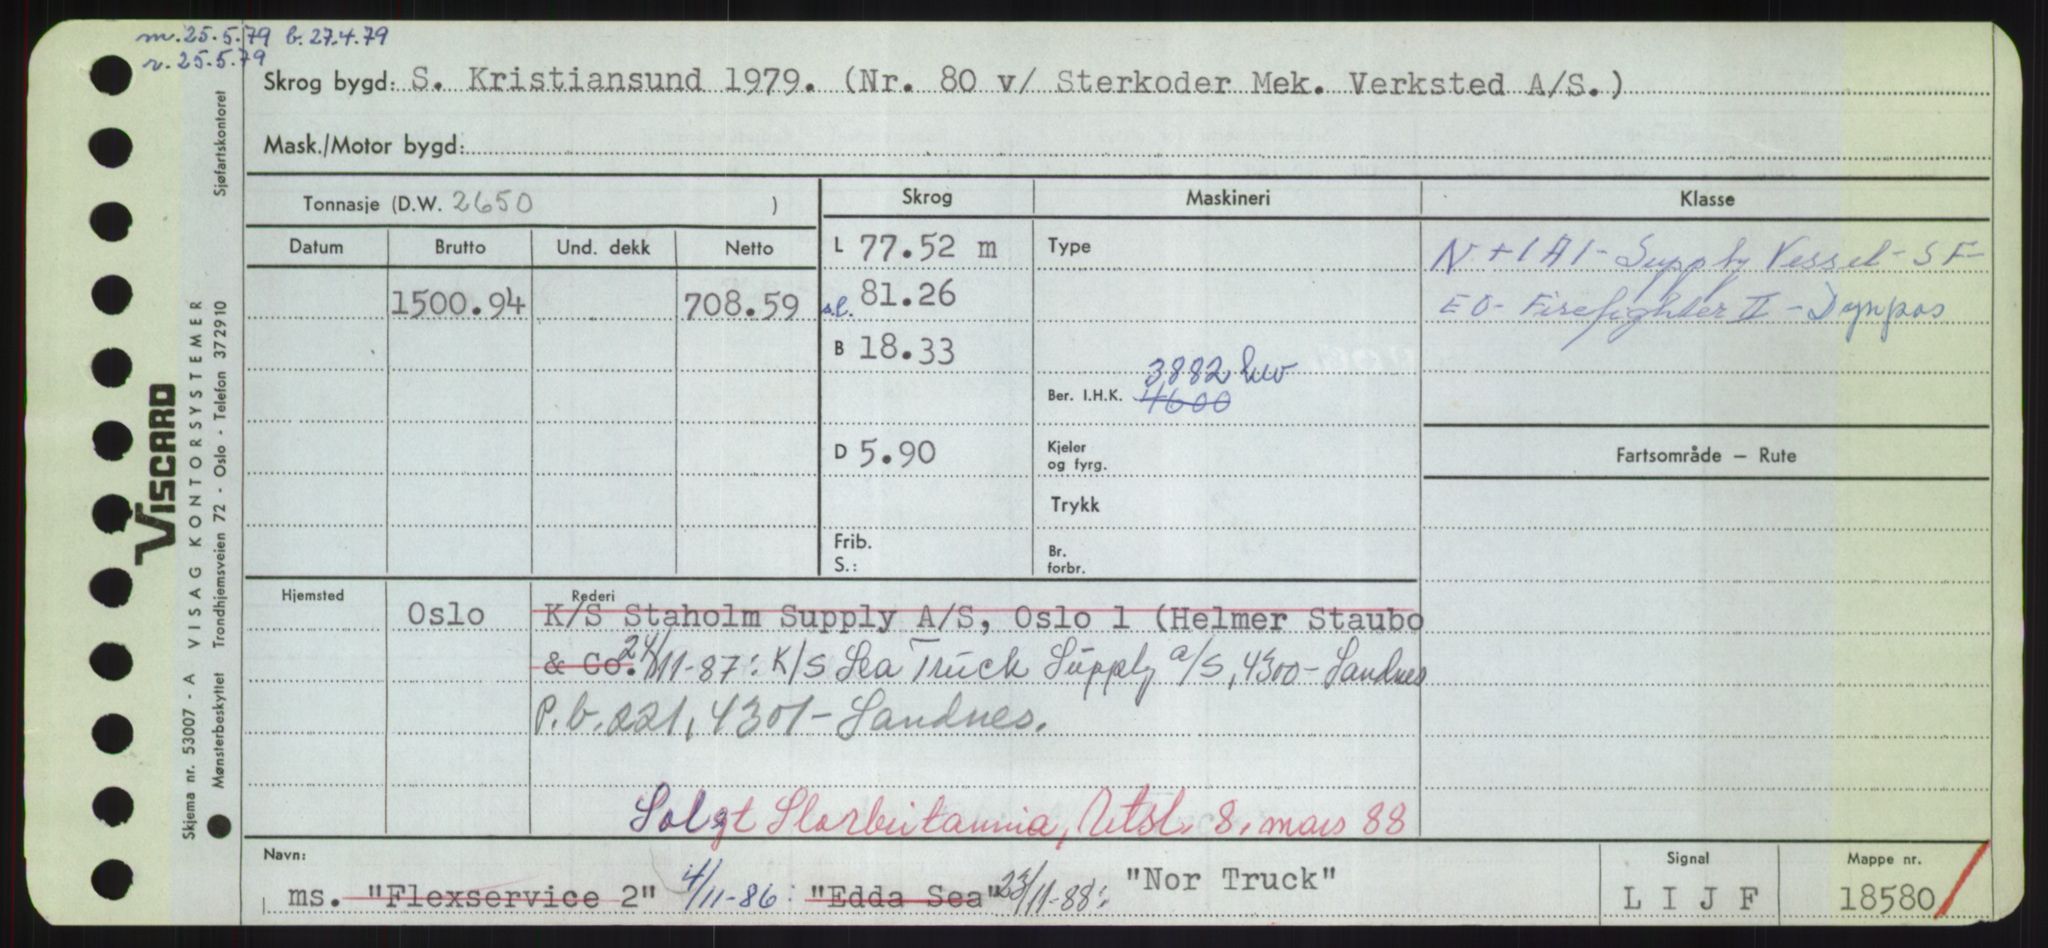 m. 25.5.79 b. 27.4.79
r. 25.5.79
Skrog bygd: S. Kristiansund 1979. (Nr. 80 v/ Sterkoder Mek. Verksted A/S.)
Mask./Motor bygd:
Tonnasje (D.W. 2650 )
Skrog Maskineri Klasse
Datum Brutto Und. dekk Netto
L 77.52 m Type N +1A1- Supply Vessel - SF-
1500.94 708.59 a.l. 81.26 EO- Firefighter II - Dynpos
B 18.33
3882 kw
Ber. I.H.K. 4600
D 5.90 Kjeler og fyrg. Fartsområde – Rute
Trykk
Frib. S.: Br. forbr.
Hjemsted Rederi
Oslo K/S Staholm Supply A/S, Oslo 1 (Helmer Staubo
& Co. 24/11-87: K/S Sea Truck Supply a/s, 4300 - Sandnes
P.b. 221, 4301 - Sandnes.
Solgt Storbritannia, Utsl. 8. mars 88
Navn: Signal Mappe nr.
ms. "Flexservice 2" 4/11-86: "Edda Sea" 23/11-88: "Nor Truck" L I J F 18580
VISCARD
Skjema nr. 53007 - A VISAG KONTORSYSTEMER
Mønsterbeskyttet Trondhjemsveien 72 - Oslo - Telefon 372910 Sjøfartskontoret